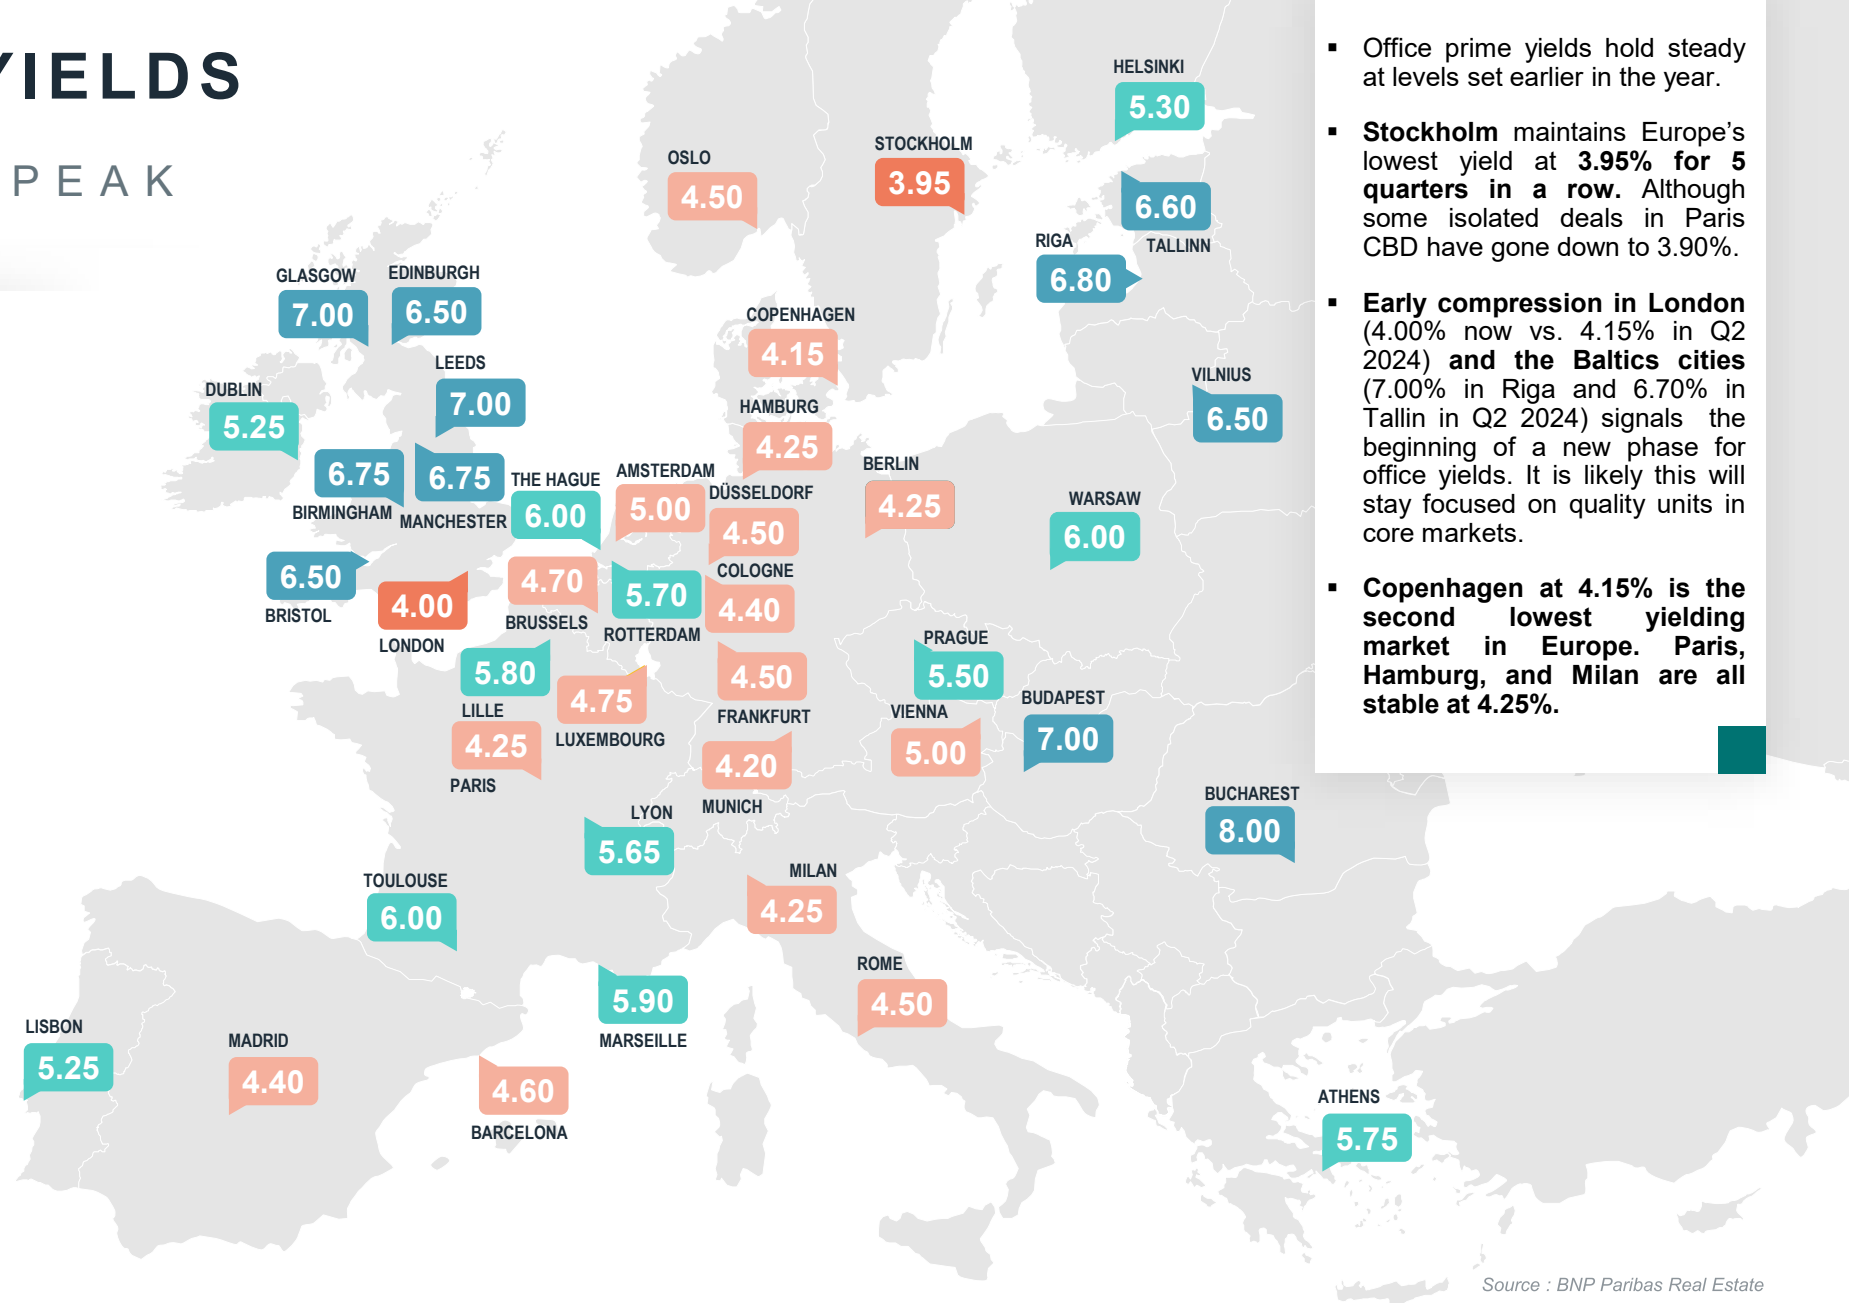 YIELDS
PEAK
HELSINKI
5.30
OSLO
4.50
STOCKHOLM
3.95
6.60
TALLINN
RIGA
6.80
GLASGOW
7.00
EDINBURGH
6.50
COPENHAGEN
4.15
LEEDS
7.00
DUBLIN
5.25
VILNIUS
6.50
HAMBURG
4.25
6.75
BIRMINGHAM
6.75
MANCHESTER
THE HAGUE
6.00
AMSTERDAM
5.00
DÜSSELDORF
4.50
BERLIN
4.25
WARSAW
6.00
6.50
BRISTOL
4.00
LONDON
4.70
BRUSSELS
5.70
ROTTERDAM
COLOGNE
4.40
5.80
LILLE
4.75
LUXEMBOURG
4.50
FRANKFURT
PRAGUE
5.50
BUDAPEST
7.00
4.25
PARIS
4.20
MUNICH
VIENNA
5.00
BUCHAREST
8.00
LYON
5.65
MILAN
4.25
TOULOUSE
6.00
ROME
4.50
5.90
MARSEILLE
LISBON
5.25
MADRID
4.40
4.60
BARCELONA
ATHENS
5.75
▪ Office prime yields hold steady
at levels set earlier in the year.
▪ Stockholm maintains Europe’s
lowest yield at 3.95% for 5
quarters in a row. Although
some isolated deals in Paris
CBD have gone down to 3.90%.
▪ Early compression in London
(4.00% now vs. 4.15% in Q2
2024) and the Baltics cities
(7.00% in Riga and 6.70% in
Tallin in Q2 2024) signals the
beginning of a new phase for
office yields. It is likely this will
stay focused on quality units in
core markets.
▪ Copenhagen at 4.15% is the
second lowest yielding
market in Europe. Paris,
Hamburg, and Milan are all
stable at 4.25%.
Source : BNP Paribas Real Estate